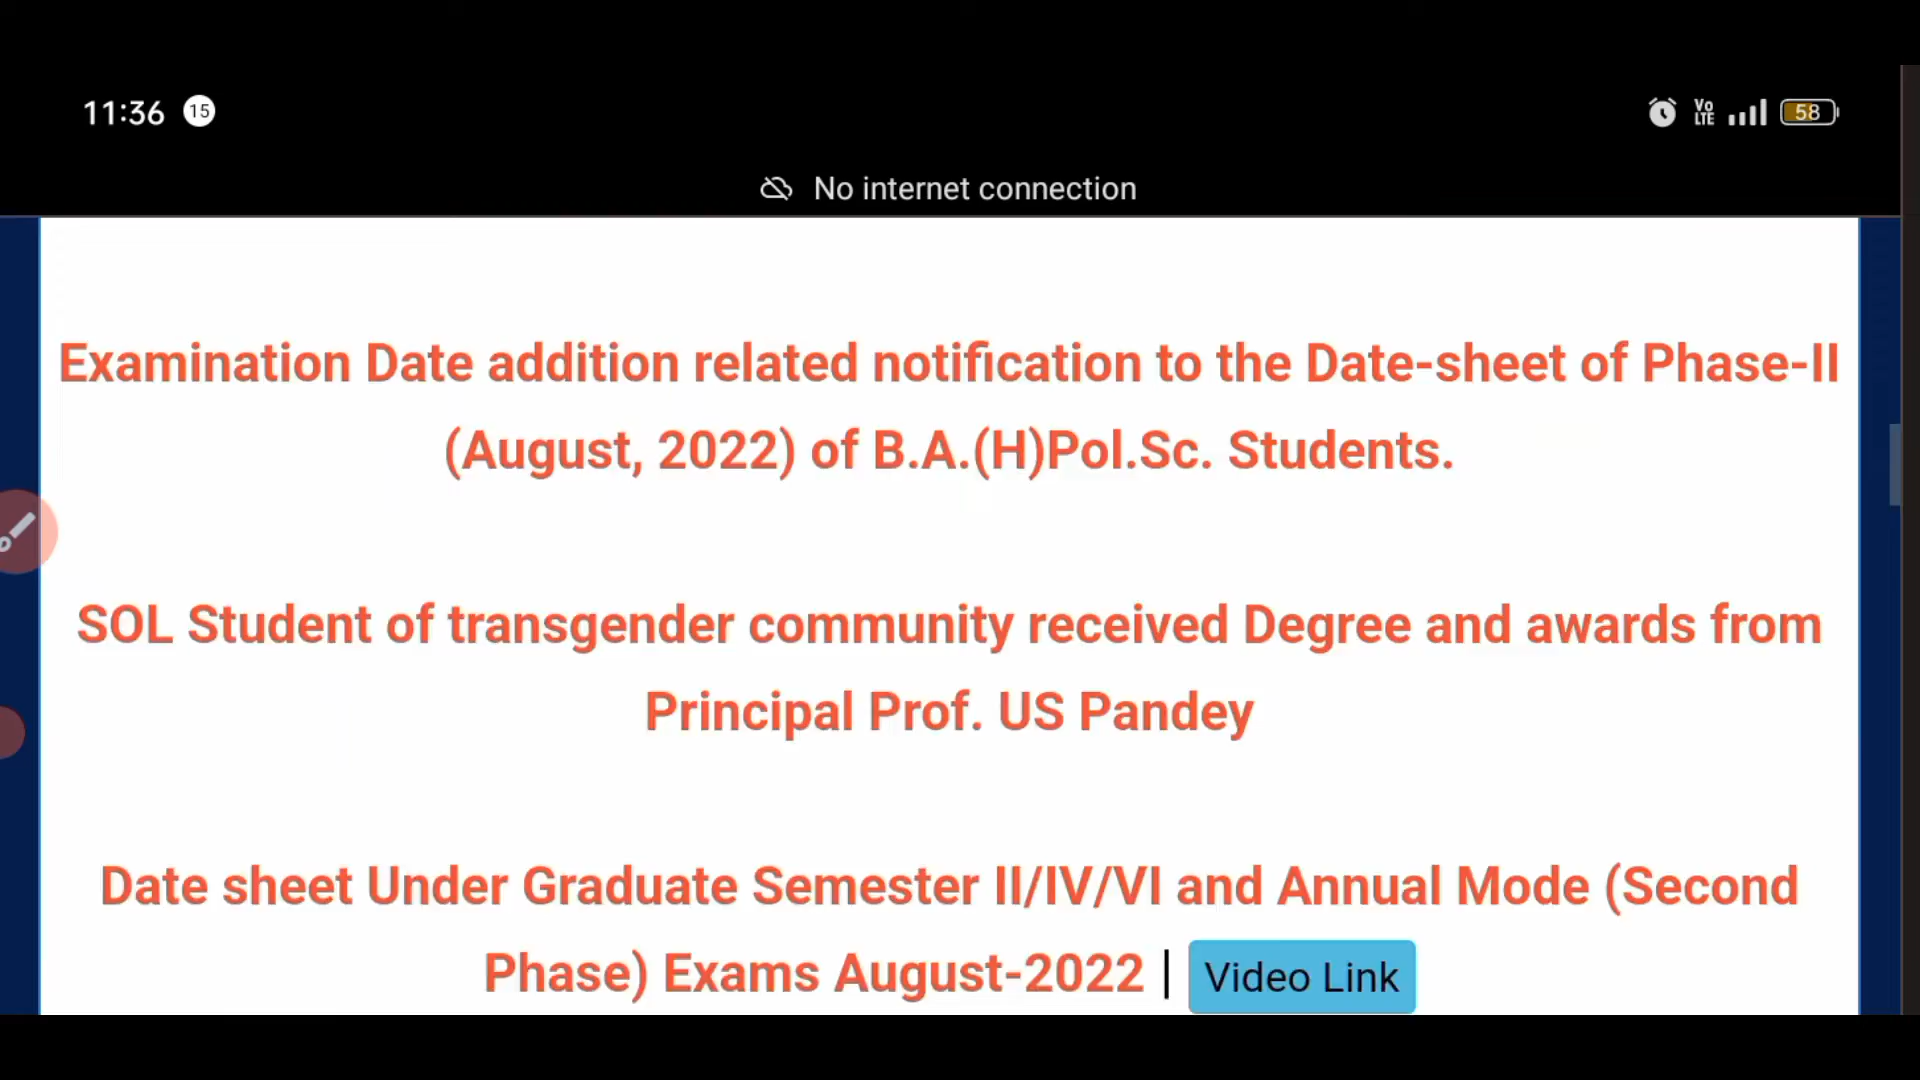 11:36 15 Vo LTE 58
No internet connection
Examination Date addition related notification to the Date-sheet of Phase-II
(August, 2022) of B.A.(H)Pol.Sc. Students.
SOL Student of transgender community received Degree and awards from
Principal Prof. US Pandey
Date sheet Under Graduate Semester II/IV/VI and Annual Mode (Second
Phase) Exams August-2022 | Video Link